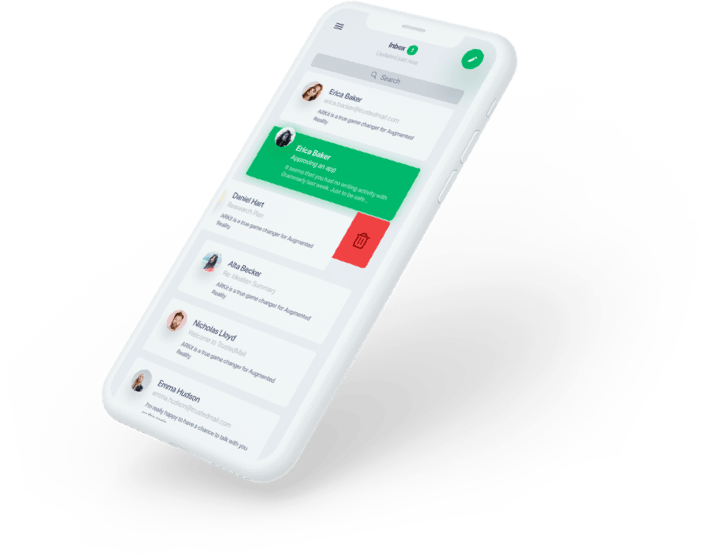 Inbox 1
Updated just now
Search
Erica Baker
erica.backer@trustedmail.com
ARKit is a true game changer for Augmented
Reality
Erica Baker
Approving an app
It seems that you had no writing activity with
Grammarly last week. Just to be safe...
Daniel Hart
Research Plan
ARKit is a true game changer for Augmented
Reality
Alta Becker
Re: Ideation Summary
ARKit is a true game changer for Augmented
Reality
Nicholas Lloyd
Welcome to TrustedMail
ARKit is a true game changer for Augmented
Reality
Emma Hudson
emma.hudson@trustedmail.com
I'm really happy to have a chance to talk with you